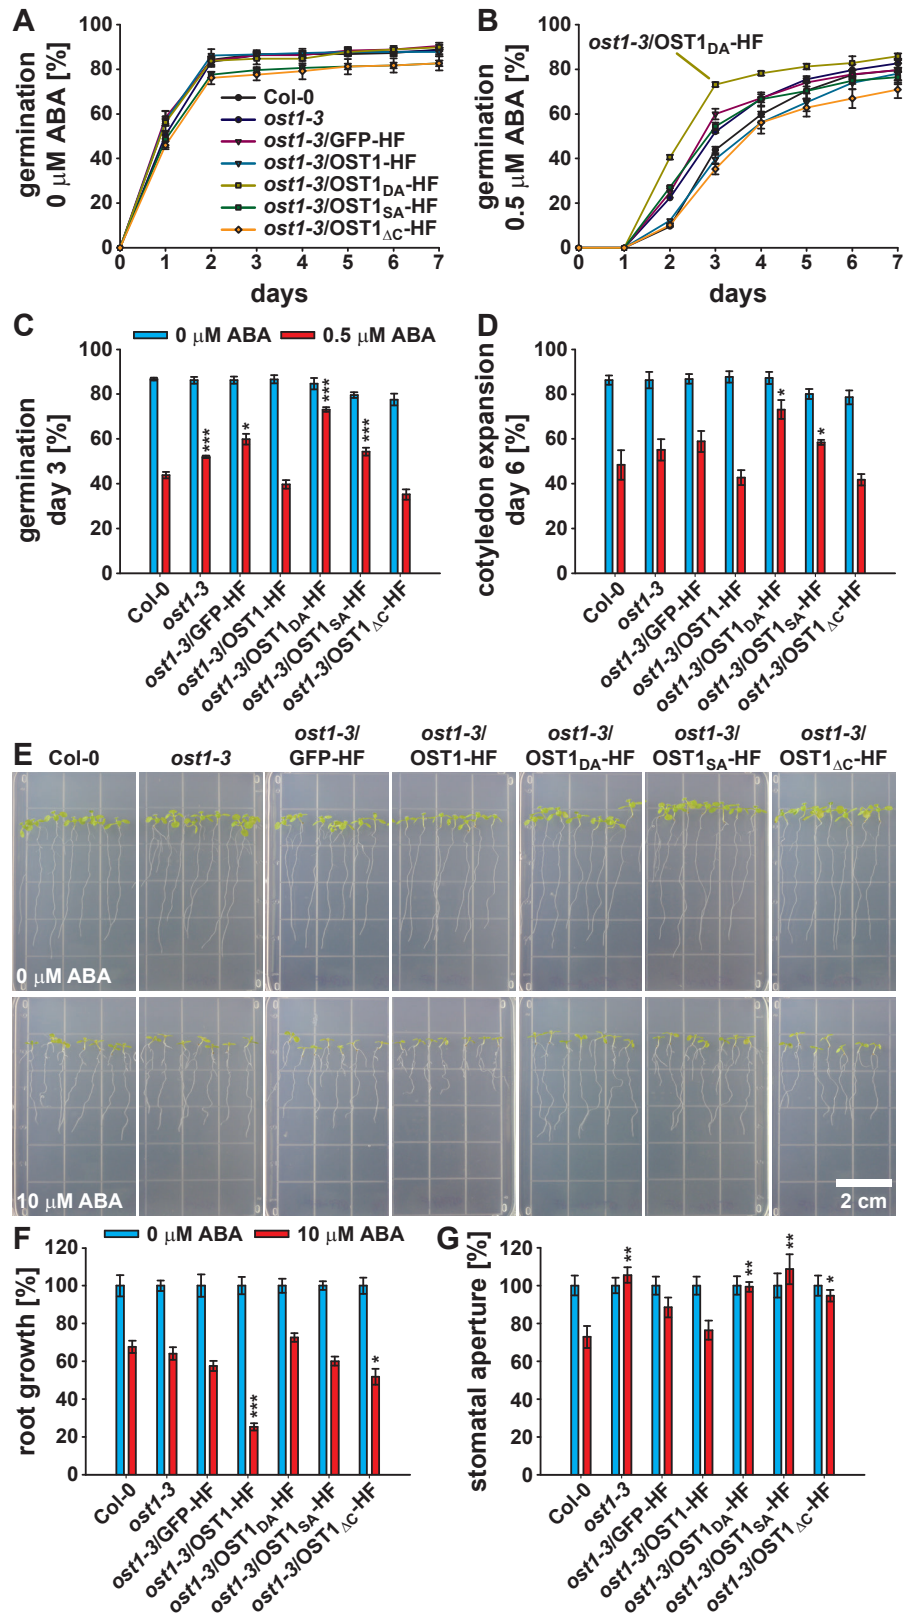 A
germination
0 μM ABA [%]
100
80
60
40
20
0
0 1 2 3 4 5 6 7
days
Col-0
ost1-3
ost1-3/GFP-HF
ost1-3/OST1-HF
ost1-3/OST1DA-HF
ost1-3/OST1SA-HF
ost1-3/OST1ΔC-HF
B
germination
0.5 μM ABA [%]
100
80
60
40
20
0
0 1 2 3 4 5 6 7
days
ost1-3/OST1DA-HF
C
0 μM ABA 0.5 μM ABA
germination
day 3 [%]
100
80
60
40
20
0
*** * *** ***
Col-0
ost1-3
ost1-3/GFP-HF
ost1-3/OST1-HF
ost1-3/OST1DA-HF
ost1-3/OST1SA-HF
ost1-3/OST1ΔC-HF
D
cotyledon expansion
day 6 [%]
100
80
60
40
20
0
* *
Col-0
ost1-3
ost1-3/GFP-HF
ost1-3/OST1-HF
ost1-3/OST1DA-HF
ost1-3/OST1SA-HF
ost1-3/OST1ΔC-HF
E
Col-0
ost1-3
ost1-3/
GFP-HF
ost1-3/
OST1-HF
ost1-3/
OST1DA-HF
ost1-3/
OST1SA-HF
ost1-3/
OST1ΔC-HF
0 μM ABA
10 μM ABA
2 cm
F
0 μM ABA 10 μM ABA
root growth [%]
120
100
80
60
40
20
0
*** *
Col-0
ost1-3
ost1-3/GFP-HF
ost1-3/OST1-HF
ost1-3/OST1DA-HF
ost1-3/OST1SA-HF
ost1-3/OST1ΔC-HF
G
stomatal aperture [%]
120
100
80
60
40
20
0
** ** ** *
Col-0
ost1-3
ost1-3/GFP-HF
ost1-3/OST1-HF
ost1-3/OST1DA-HF
ost1-3/OST1SA-HF
ost1-3/OST1ΔC-HF